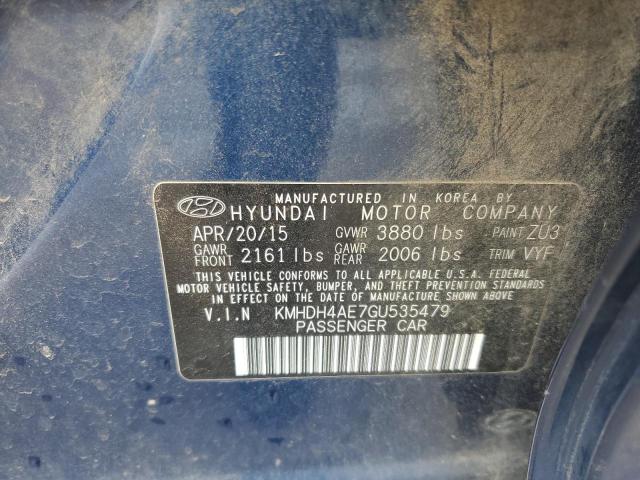 MANUFACTURED IN KOREA BY
HYUNDAI MOTOR COMPANY
APR/20/15 GVWR 3880 lbs PAINT ZU3
GAWR FRONT 2161 lbs GAWR REAR 2006 lbs TRIM VYF
THIS VEHICLE CONFORMS TO ALL APPLICABLE U.S.A. FEDERAL
MOTOR VEHICLE SAFETY, BUMPER, AND THEFT PREVENTION
STANDARDS IN EFFECT ON THE DATE OF MANUFACTURE SHOWN ABOVE.
V.I.N KMHDH4AE7GU535479
PASSENGER CAR